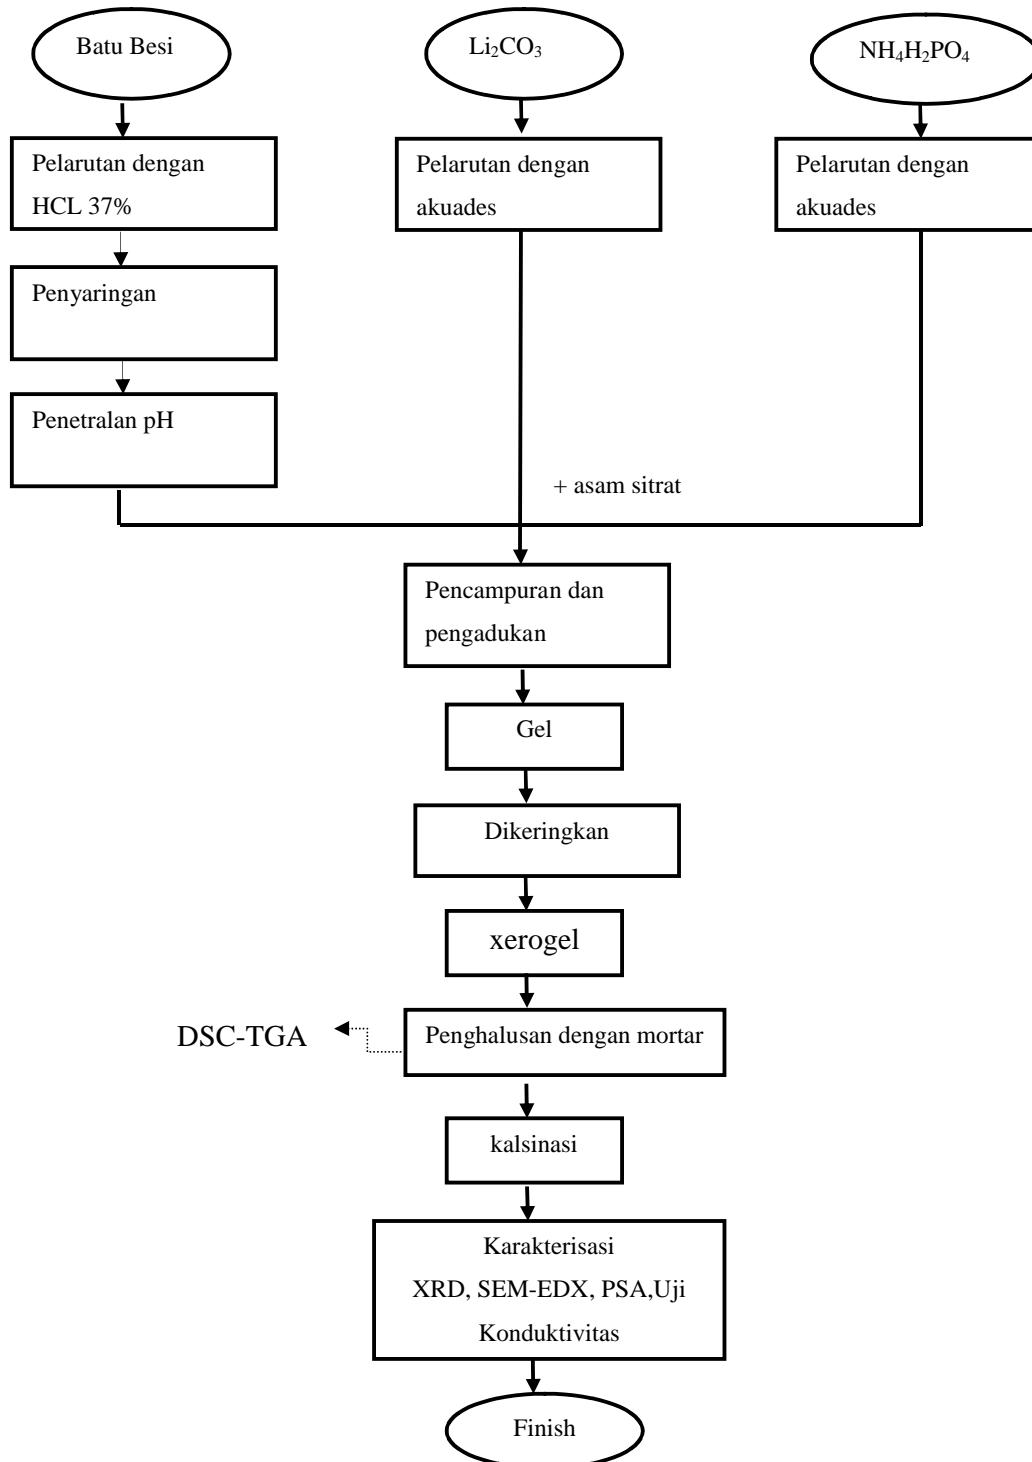 Batu Besi
Li₂CO₃
NH₄H₂PO₄
Pelarutan dengan
HCL 37%
Pelarutan dengan
akuades
Pelarutan dengan
akuades
Penyaringan
Penetralan pH
+ asam sitrat
Pencampuran dan
pengadukan
Gel
Dikeringkan
xerogel
DSC-TGA
Penghalusan dengan mortar
kalsinasi
Karakterisasi
XRD, SEM-EDX, PSA,Uji
Konduktivitas
Finish